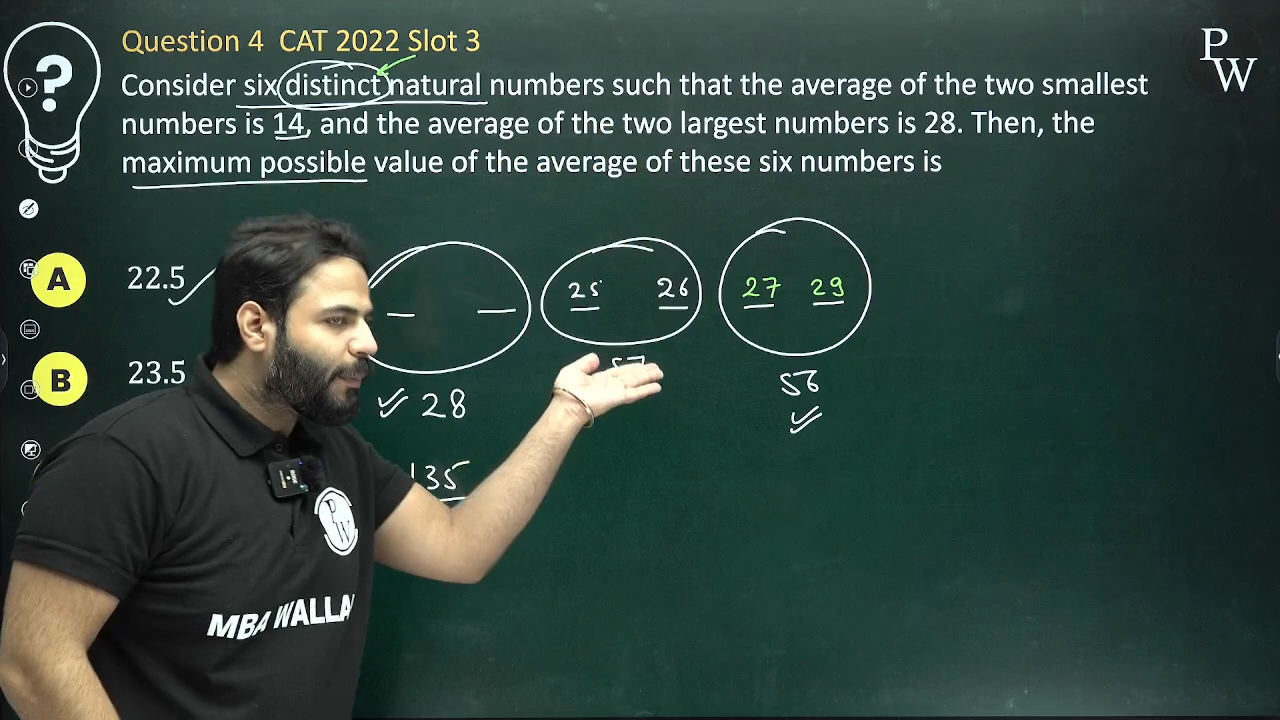 Question 4 CAT 2022 Slot 3
P
W
Consider six distinct natural numbers such that the average of the two smallest
numbers is 14, and the average of the two largest numbers is 28. Then, the
maximum possible value of the average of these six numbers is
A 22.5
25 26 27 29
B 23.5
28
56
135
PW
MBA WALLA